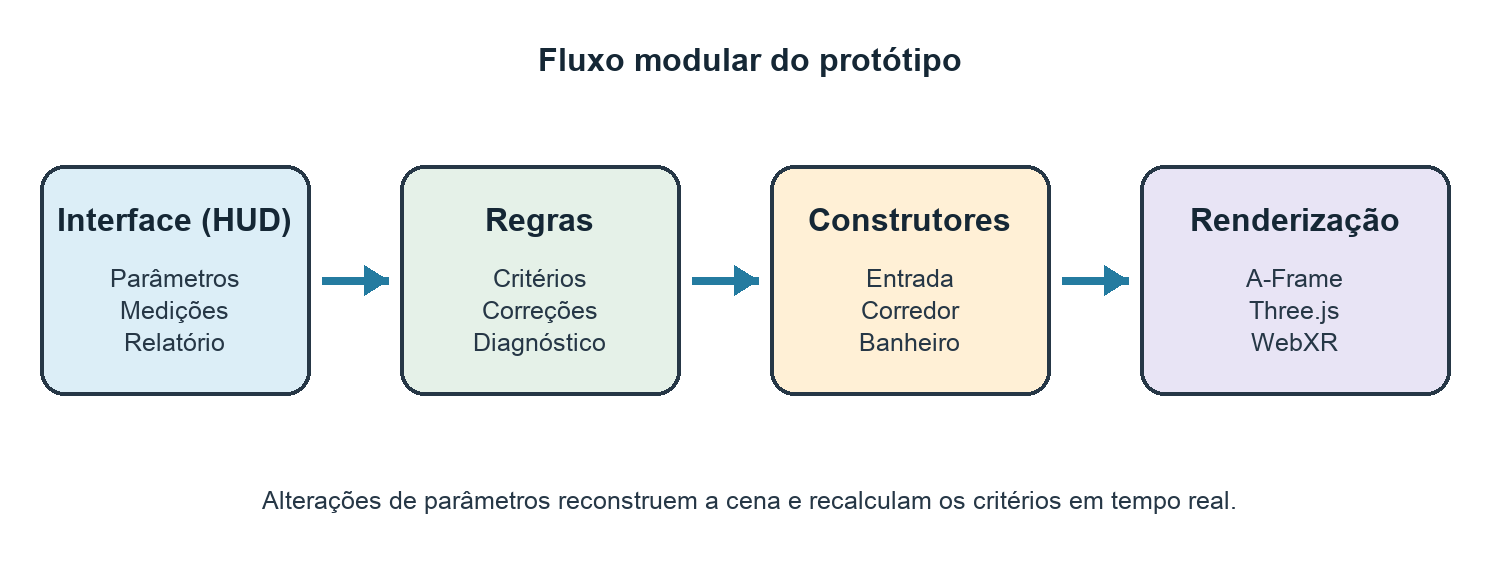 Fluxo modular do protótipo
Interface (HUD)
Parâmetros
Medições
Relatório
Regras
Critérios
Correções
Diagnóstico
Construtores
Entrada
Corredor
Banheiro
Renderização
A-Frame
Three.js
WebXR
Alterações de parâmetros reconstruem a cena e recalculam os critérios em tempo real.